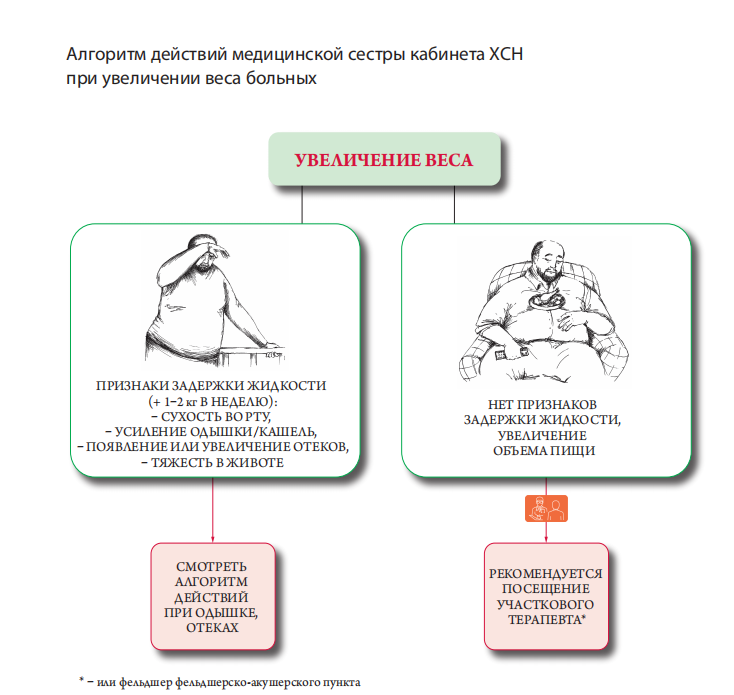 Алгоритм действий медицинской сестры кабинета ХСН
при увеличении веса больных
УВЕЛИЧЕНИЕ ВЕСА
ПРИЗНАКИ ЗАДЕРЖКИ ЖИДКОСТИ
(+ 1–2 кг В НЕДЕЛЮ):
– СУХОСТЬ ВО РТУ,
– УСИЛЕНИЕ ОДЫШКИ/КАШЕЛЬ,
– ПОЯВЛЕНИЕ ИЛИ УВЕЛИЧЕНИЕ ОТЕКОВ,
– ТЯЖЕСТЬ В ЖИВОТЕ
НЕТ ПРИЗНАКОВ
ЗАДЕРЖКИ ЖИДКОСТИ,
УВЕЛИЧЕНИЕ
ОБЪЕМА ПИЩИ
СМОТРЕТЬ
АЛГОРИТМ
ДЕЙСТВИЙ
ПРИ ОДЫШКЕ,
ОТЕКАХ
РЕКОМЕНДУЕТСЯ
ПОСЕЩЕНИЕ
УЧАСТКОВОГО
ТЕРАПЕВТА*
* – или фельдшер фельдшерско-акушерского пункта